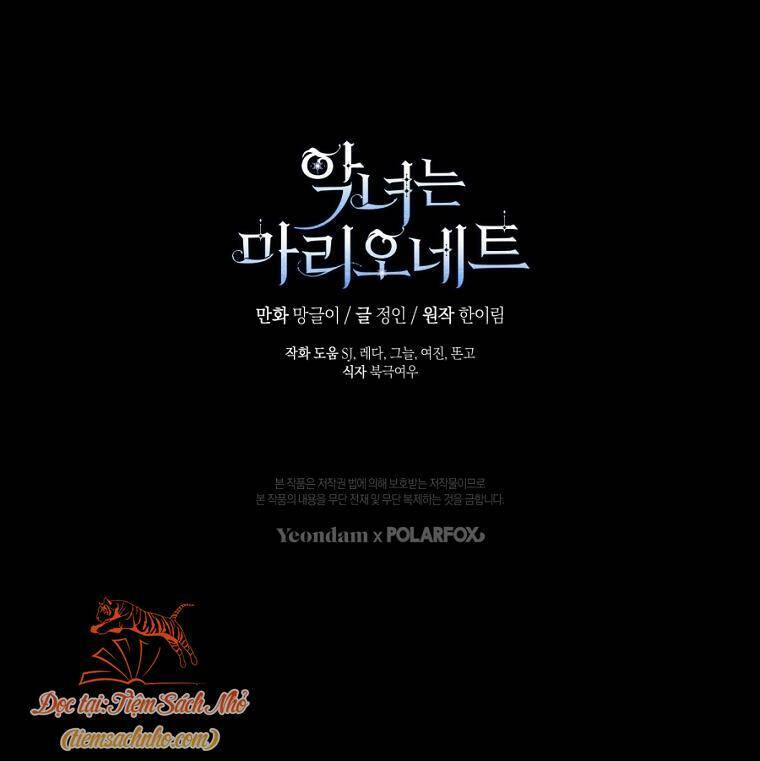 악녀는
마리오네트
만화 망글이 / 글 정인 / 원작 한이림
작화 도움 SJ, 레다, 그늘, 여진, 똔고
식자 북극여우
본 작품은 저작권 법에 의해 보호받는 저작물이므로
본 작품의 내용을 무단 전재 및 무단 복제하는 것을 금합니다.
Yeondam x POLARFOX
Đọc tại: Tiệm Sách Nhỏ
(tiemsachnho.com)